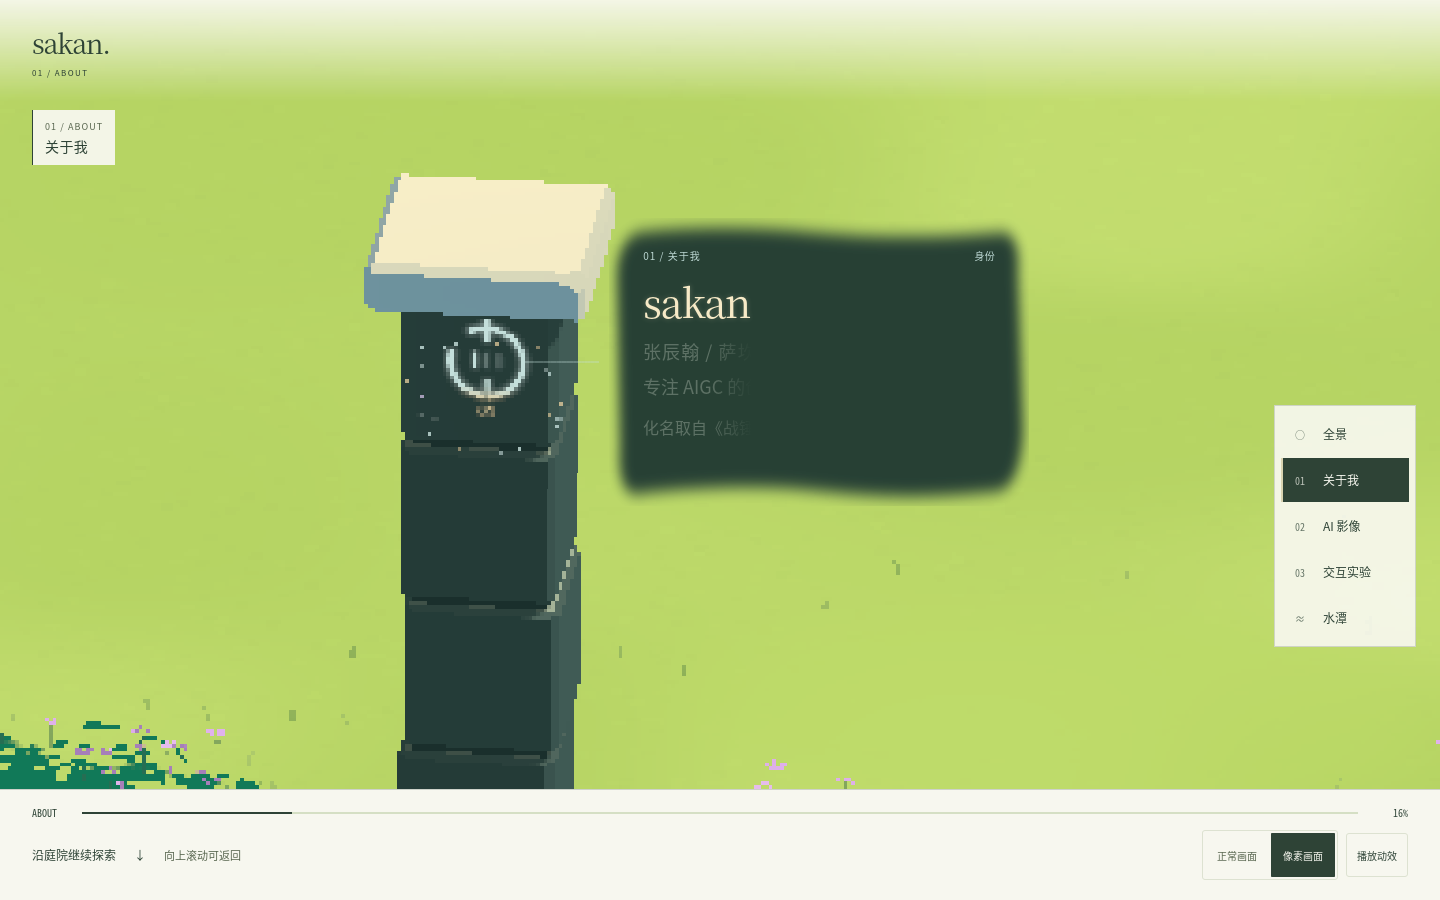 sakan.
01 / ABOUT
01 / ABOUT
关于我
01 / 关于我
身份
sakan
张辰翰 / 萨
专注 AIGC 的
化名取自《战
全景
01 关于我
02 AI 影像
03 交互实验
≈ 水潭
ABOUT
16%
沿庭院继续探索 ↓ 向上滚动可返回
正常画面 像素画面 播放动效